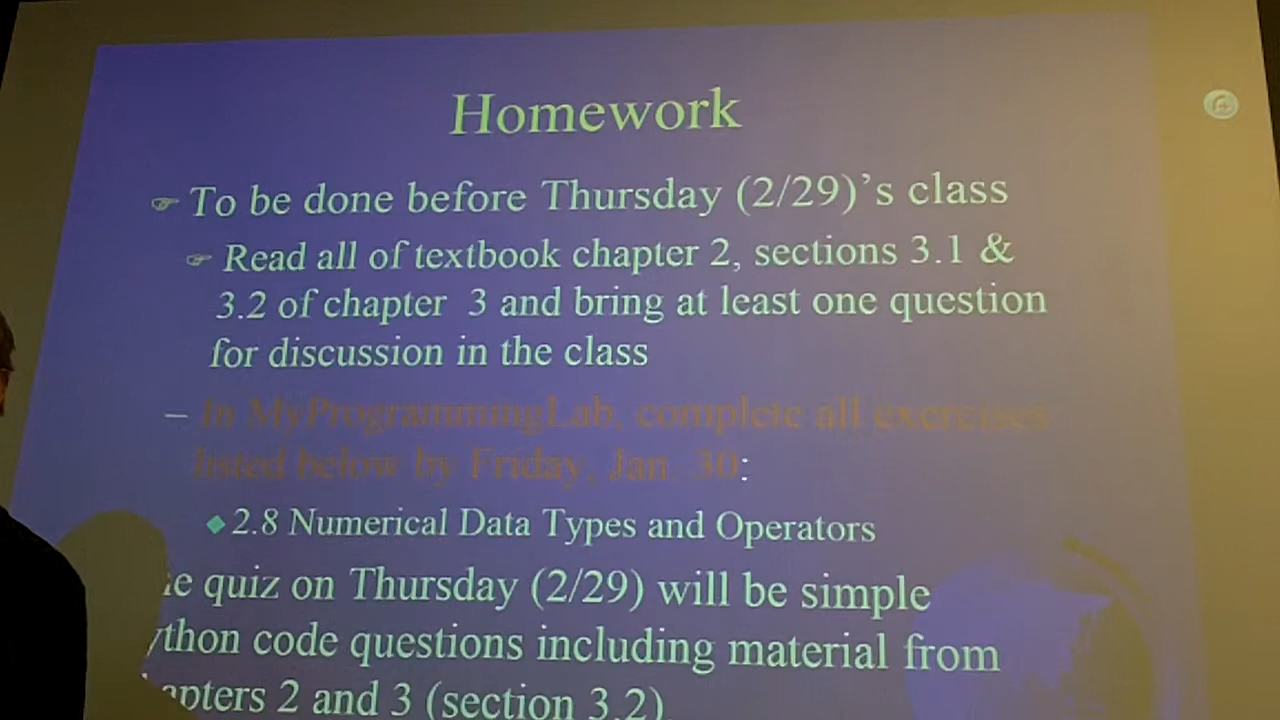 Homework
To be done before Thursday (2/29)'s class
Read all of textbook chapter 2, sections 3.1 &
3.2 of chapter 3 and bring at least one question
for discussion in the class
– In MyProgrammingLab, complete all exercises
listed below by Friday, Jan. 30:
2.8 Numerical Data Types and Operators
e quiz on Thursday (2/29) will be simple
ython code questions including material from
apters 2 and 3 (section 3.2)